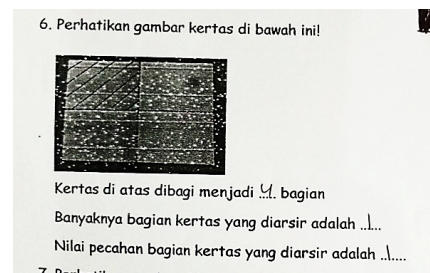 6. Perhatikan gambar kertas di bawah ini!
Kertas di atas dibagi menjadi .4. bagian
Banyaknya bagian kertas yang diarsir adalah ..1...
Nilai pecahan bagian kertas yang diarsir adalah ..1....